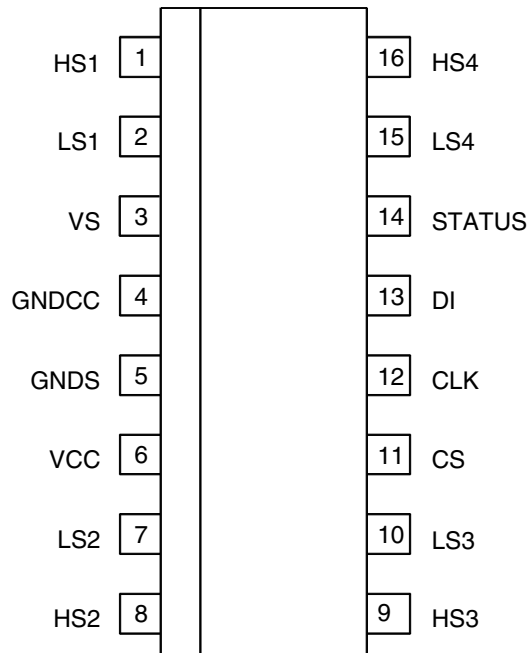 HS1 1 16 HS4
LS1 2 15 LS4
VS 3 14 STATUS
GNDCC 4 13 DI
GNDS 5 12 CLK
VCC 6 11 CS
LS2 7 10 LS3
HS2 8 9 HS3